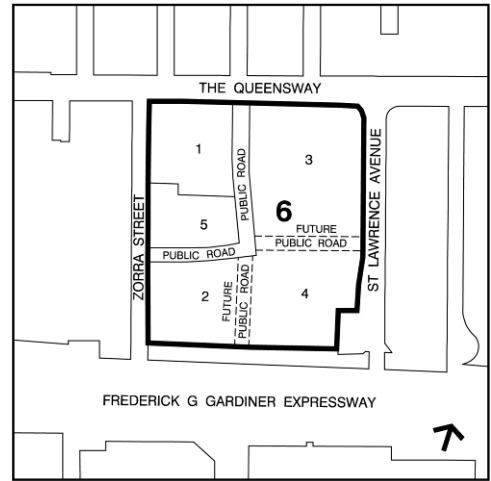 THE QUEENSWAY
1
3
PUBLIC ROAD
ST LAWRENCE AVENUE
ZORRA STREET
6
5
FUTURE
PUBLIC ROAD
PUBLIC ROAD
2
FUTURE
PUBLIC ROAD
4
FREDERICK G GARDINER EXPRESSWAY